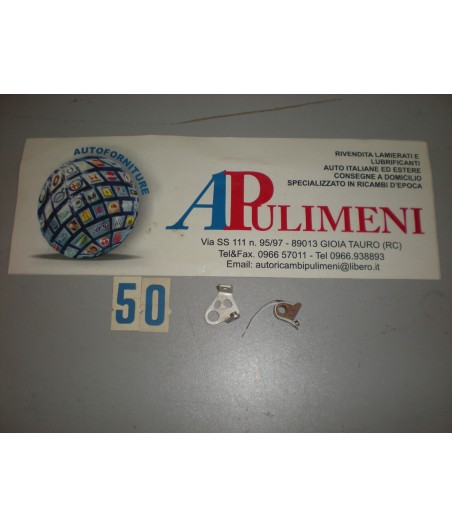 AUTOFORNITURE
RIVENDITA LAMIERATI E
LUBRIFICANTI
AUTO ITALIANE ED ESTERE
CONSEGNE A DOMICILIO
SPECIALIZZATO IN RICAMBI D'EPOCA
APULIMENI
Via SS 111 n. 95/97 - 89013 GIOIA TAURO (RC)
Tel&Fax. 0966 57011 - Tel 0966.938893
Email: autoricambipulimeni@libero.it
50